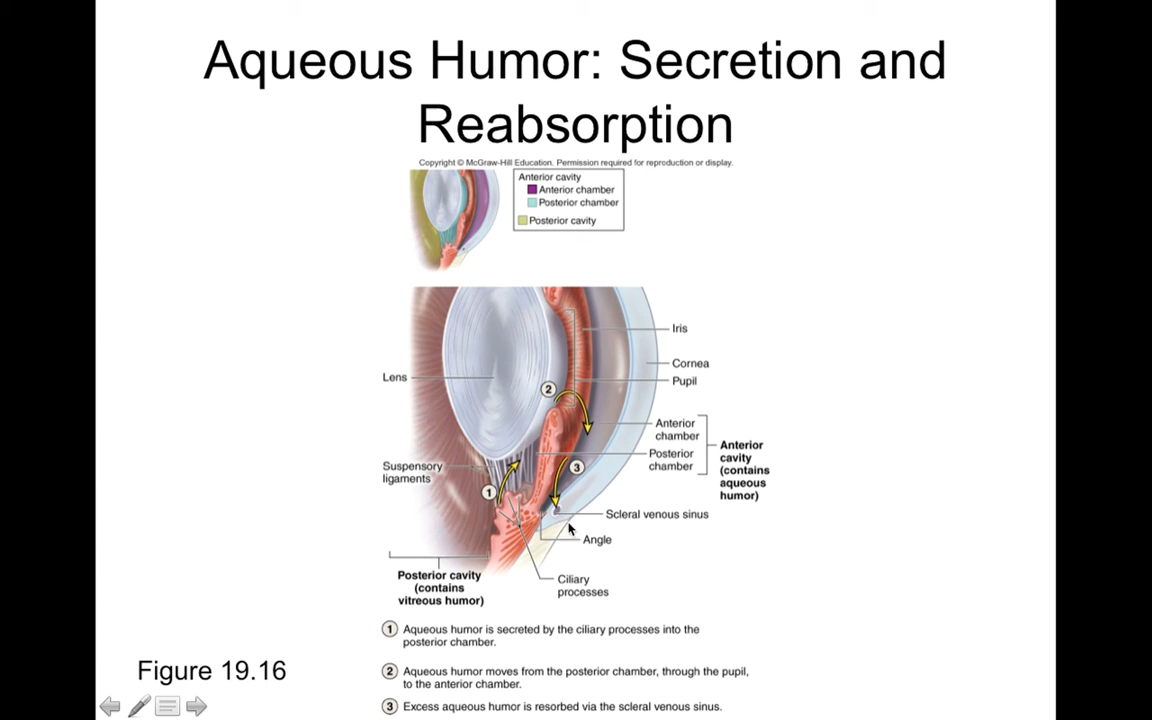 Aqueous Humor: Secretion and
Reabsorption
Copyright © McGraw-Hill Education. Permission required for reproduction or display.
Anterior cavity
Anterior chamber
Posterior chamber
Posterior cavity
Iris
Cornea
Pupil
Lens
Anterior
chamber
Posterior
chamber
Anterior
cavity
(contains
aqueous
humor)
Suspensory
ligaments
2
3
1
Scleral venous sinus
Angle
Posterior cavity
(contains
vitreous humor)
Ciliary
processes
1 Aqueous humor is secreted by the ciliary processes into the
posterior chamber.
2 Aqueous humor moves from the posterior chamber, through the pupil,
to the anterior chamber.
3 Excess aqueous humor is resorbed via the scleral venous sinus.
Figure 19.16